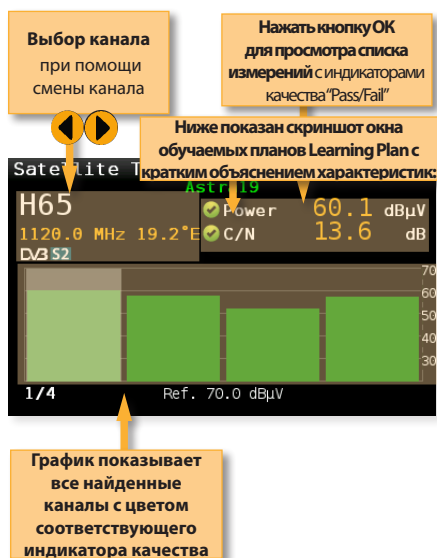 Выбор канала
при помощи
смены канала
Нажать кнопку ОК
для просмотра списка
измерений с индикаторами
качества “Pass/Fail”
Ниже показан скриншот окна
обучаемых планов Learning Plan с
кратким объяснением характеристик:
Satellite T
Astra 19
H65
1120.0 MHz 19.2°E
DVB S2
Power 60.1 dBµV
C/N 13.6 dB
70
60
50
40
30
1/4 Ref. 70.0 dBµV
График показывает
все найденные
каналы с цветом
соответствующего
индикатора качества